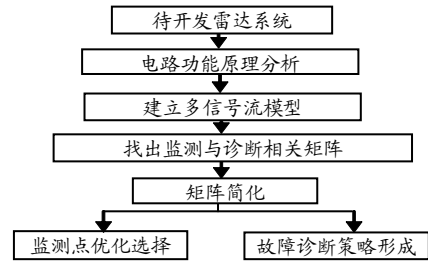 待开发雷达系统
电路功能原理分析
建立多信号流模型
找出监测与诊断相关矩阵
矩阵简化
监测点优化选择
故障诊断策略形成